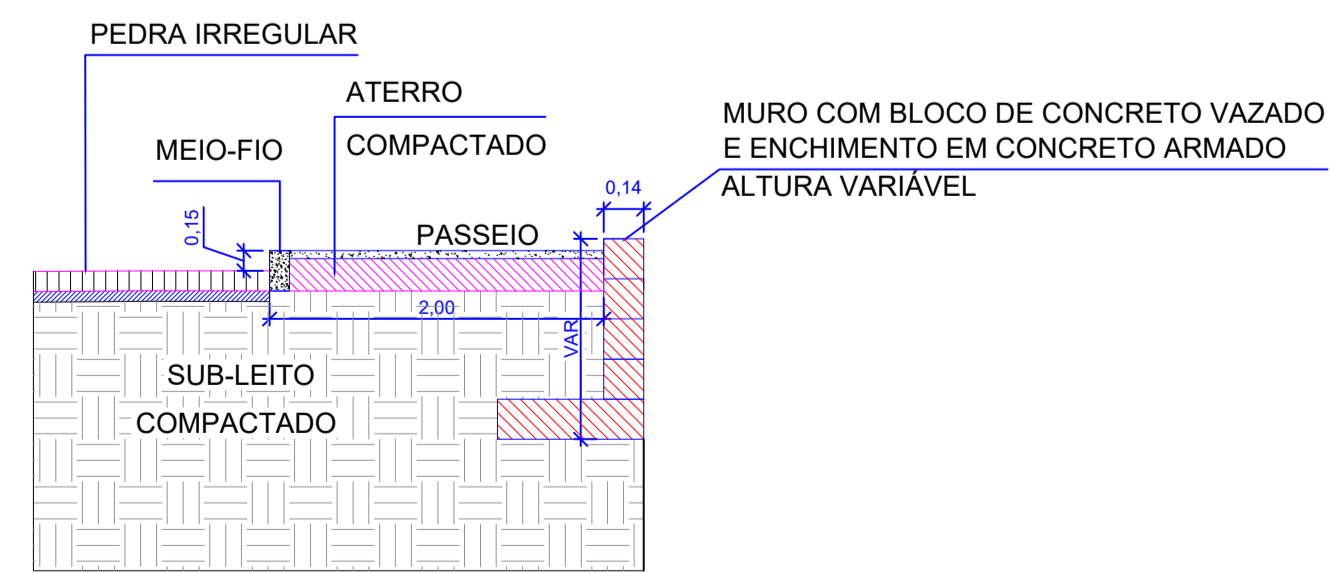 PEDRA IRREGULAR
ATERRO
COMPACTADO
MEIO-FIO
MURO COM BLOCO DE CONCRETO VAZADO
E ENCHIMENTO EM CONCRETO ARMADO
ALTURA VARIÁVEL
0,14
0,15
PASSEIO
2,00
VAR
SUB-LEITO
COMPACTADO